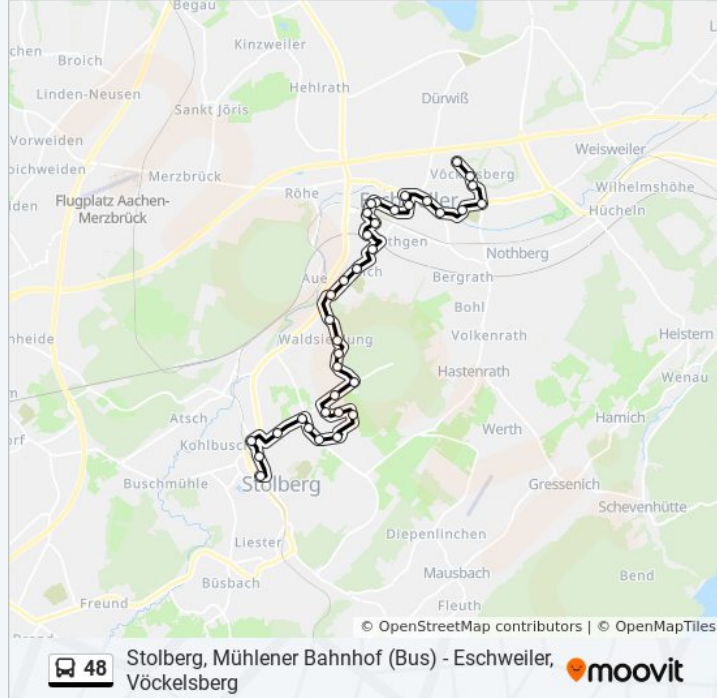 Begau
Kinzweiler
Broich
Hehlrath
Linden-Neusen
Dürwiß
Sankt Jöris
Vorweiden
Weisweiler
Merzbrück
Vöckelsberg
Röhe
Wilhelmshöhe
Flugplatz Aachen-
Merzbrück
Hücheln
Nothberg
Aue
Bergrath
Bohl
Waldsiedlung
Volkenrath
Heistern
nheide
Hastenrath
Wenau
Atsch
Hamich
Kohlbusch
Werth
Buschmühle
Stolberg
Gressenich
Schevenhütte
Diepenlinchen
Liester
Mausbach
Bend
Büsbach
Freund
Fleuth
© OpenStreetMap contributors | © OpenMapTiles
48
Stolberg, Mühlener Bahnhof (Bus) - Eschweiler,
Vöckelsberg
moovit